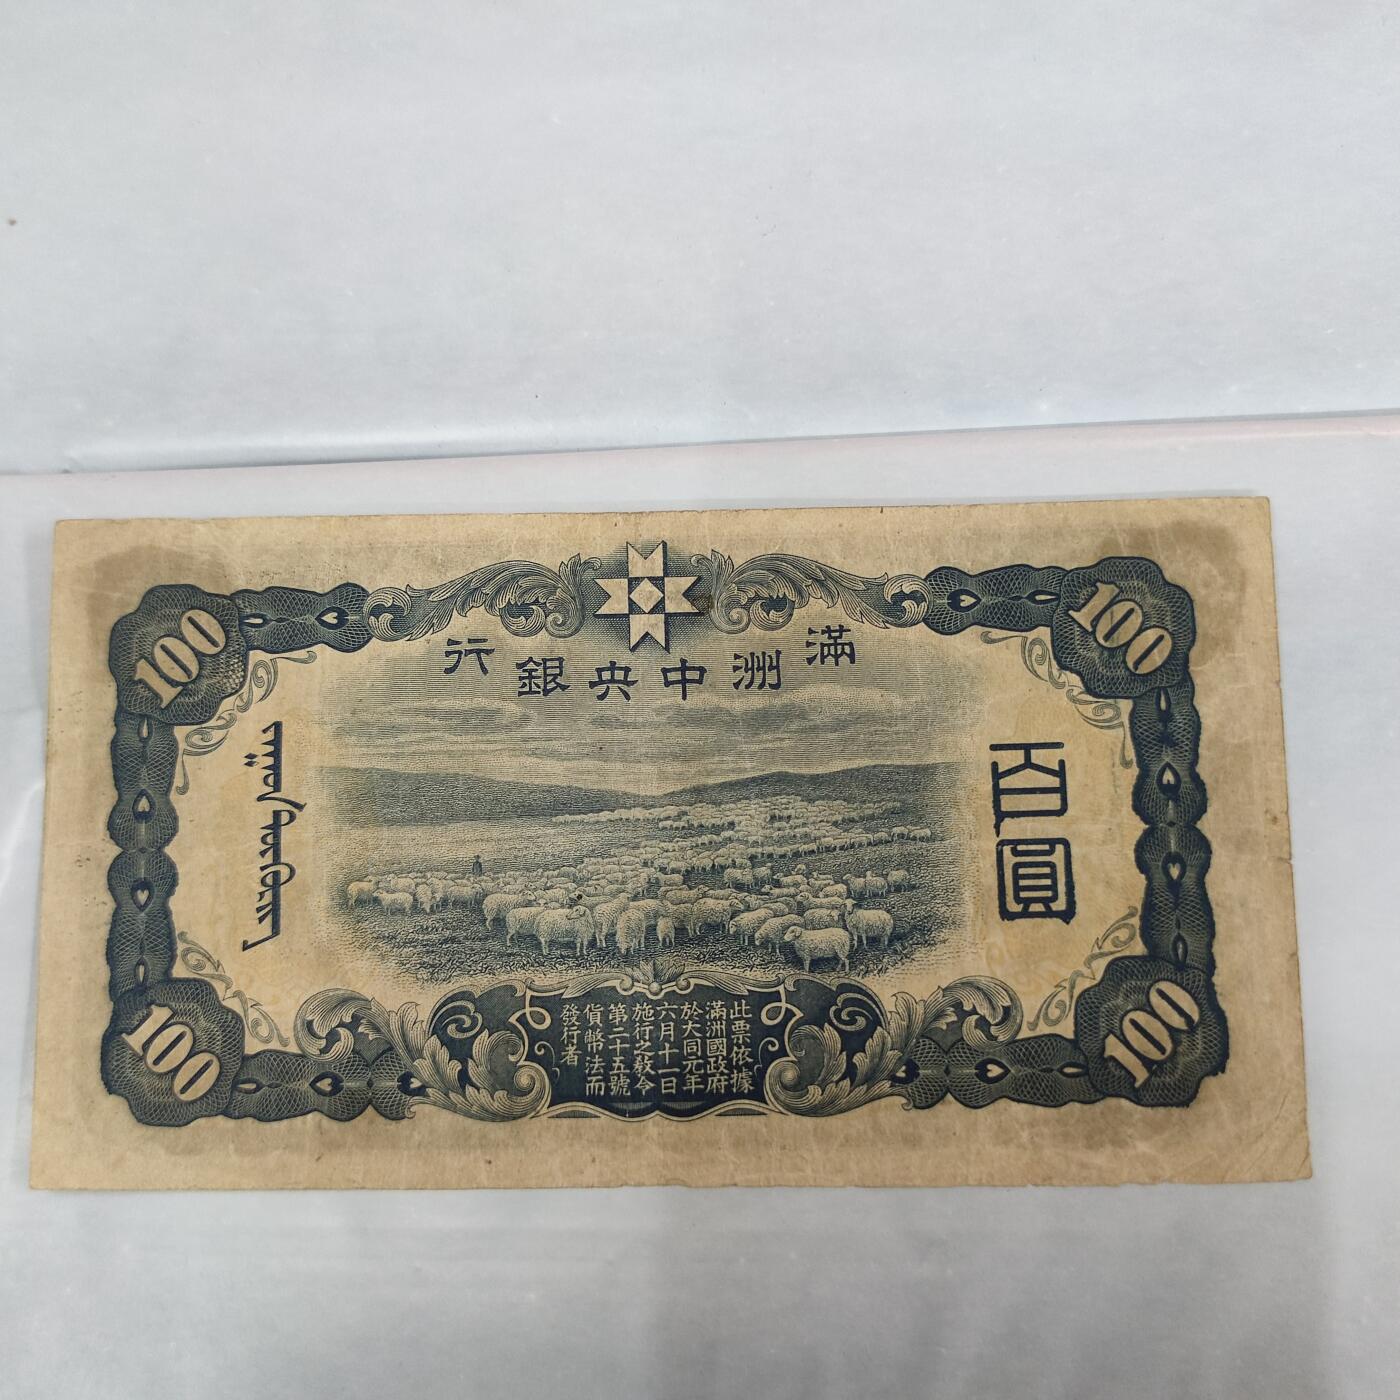 100
100
滿洲中央銀行
百圓
此票依據
滿洲國政府
於大同元年
六月十一日
施行之敎令
第二十五號
貨幣法而
發行者
100
100